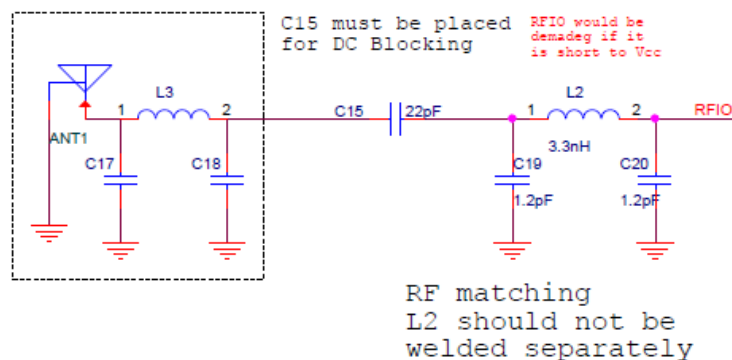 C15 must be placed
for DC Blocking
RFIO would be
demadeg if it
is short to Vcc
L3
1
2
ANT1
C17
C18
C15
22pF
L2
1
2
3.3nH
RFIO
C19
1.2pF
C20
1.2pF
RF matching
L2 should not be
welded separately